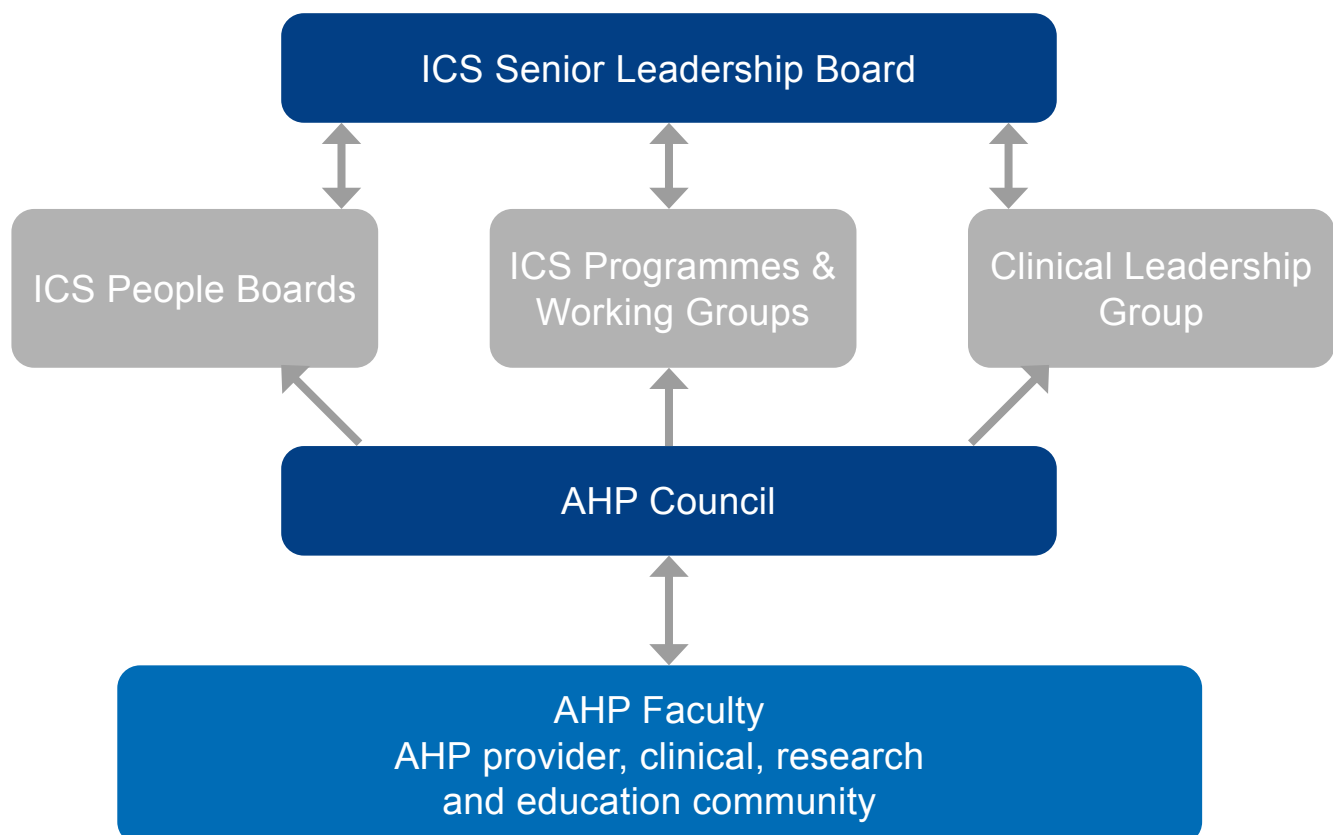 ICS Senior Leadership Board
ICS People Boards
ICS Programmes &
Working Groups
Clinical Leadership
Group
AHP Council
AHP Faculty
AHP provider, clinical, research
and education community